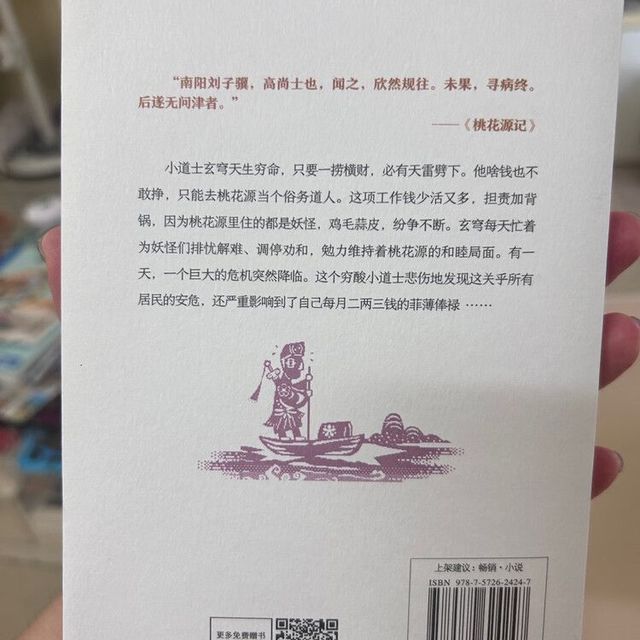 “南阳刘子骥，高尚士也，闻之，欣然规往。未果，寻病终。
后遂无问津者。”
——《桃花源记》
小道士玄穹天生穷命，只要一捞横财，必有天雷劈下。他啥钱也不
敢挣，只能去桃花源当个俗务道人。这项工作钱少活又多，担责加背
锅，因为桃花源里住的都是妖怪，鸡毛蒜皮，纷争不断。玄穹每天忙着
为妖怪们排忧解难、调停劝和，勉力维持着桃花源的和睦局面。有一
天，一个巨大的危机突然降临。这个穷酸小道士悲伤地发现这关乎所有
居民的安危，还严重影响到了自己每月二两三钱的菲薄俸禄……
上架建议：畅销·小说
ISBN 978-7-5726-2424-7
更多免费赠书